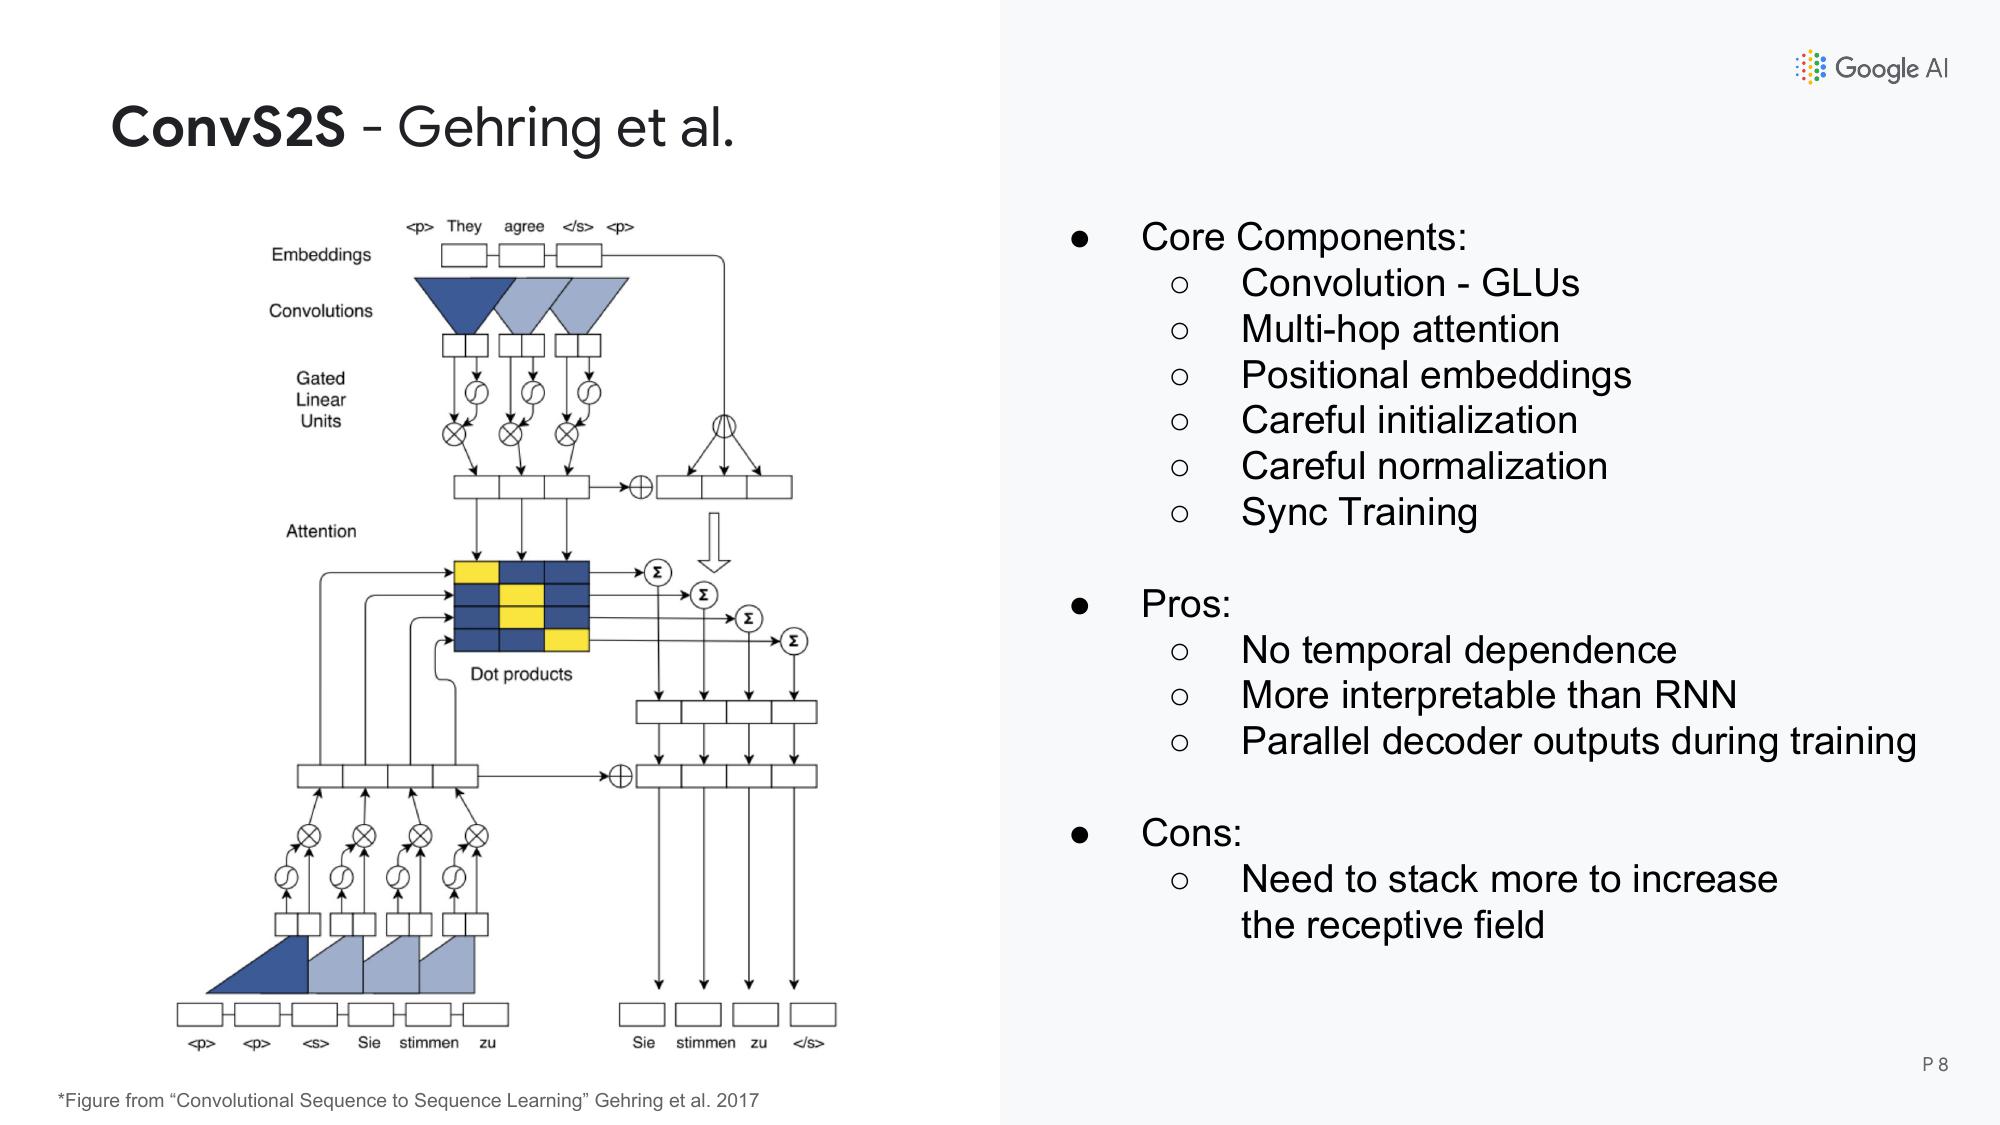 Google AI
ConvS2S - Gehring et al.
<p> They agree </s> <p>
Embeddings
Convolutions
Gated
Linear
Units
Attention
Σ
Σ
Σ
Σ
Dot products
<p> <p> <s> Sie stimmen zu
Sie stimmen zu </s>
*Figure from “Convolutional Sequence to Sequence Learning” Gehring et al. 2017
● Core Components:
○ Convolution - GLUs
○ Multi-hop attention
○ Positional embeddings
○ Careful initialization
○ Careful normalization
○ Sync Training
● Pros:
○ No temporal dependence
○ More interpretable than RNN
○ Parallel decoder outputs during training
● Cons:
○ Need to stack more to increase
the receptive field
P 8